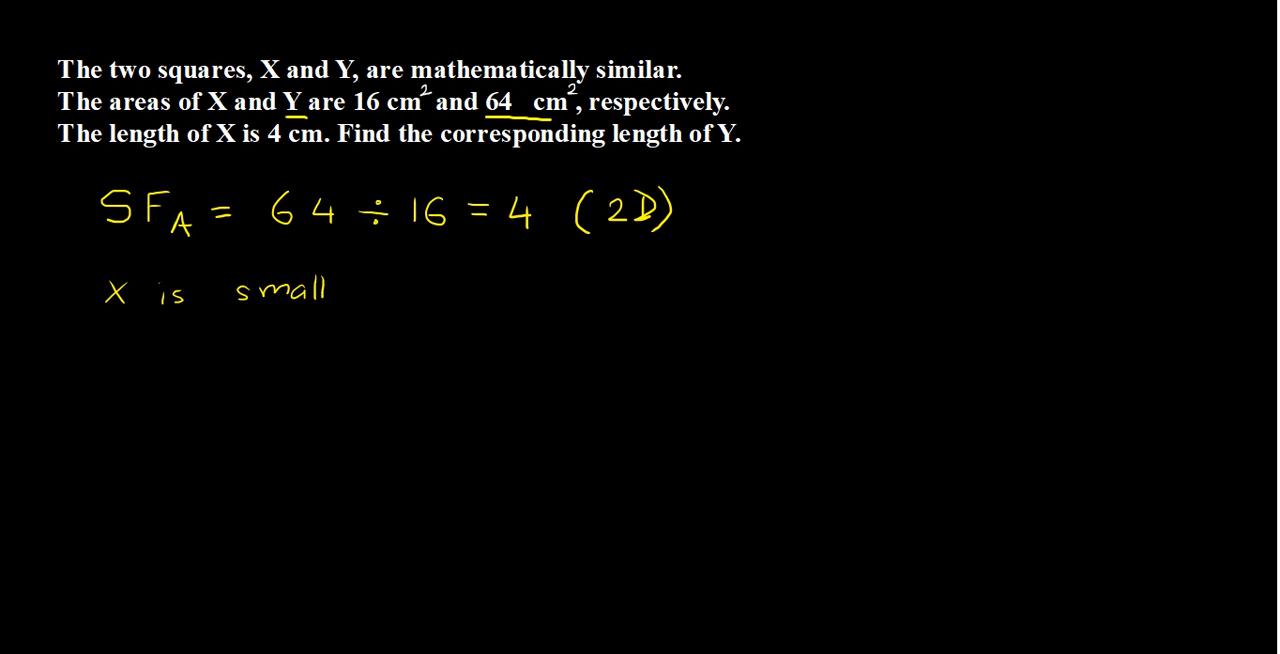 The two squares, X and Y, are mathematically similar.
The areas of X and Y are 16 cm² and 64 cm², respectively.
The length of X is 4 cm. Find the corresponding length of Y.
SF_A = 64 ÷ 16 = 4 (2D)
X is small